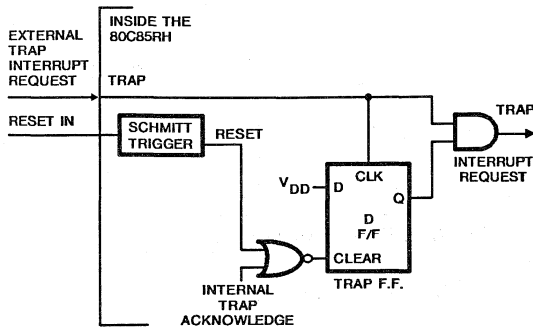 INSIDE THE
80C85RH
EXTERNAL
TRAP
INTERRUPT
REQUEST
TRAP
RESET IN
SCHMITT
TRIGGER
RESET
TRAP
INTERRUPT
REQUEST
VDD
D
CLK
Q
D
F/F
CLEAR
TRAP F.F.
INTERNAL
TRAP
ACKNOWLEDGE